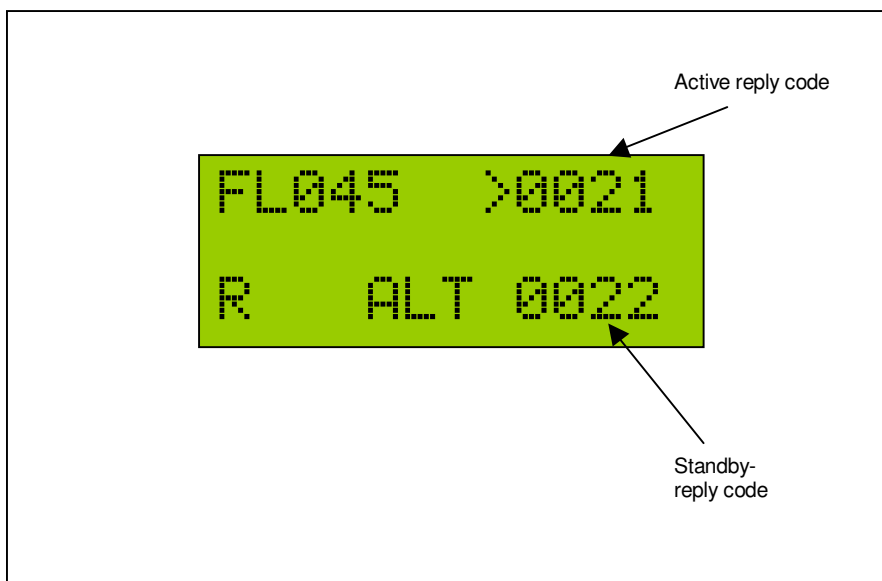 Active reply code
FL045 >0021
R ALT 0022
Standby-
reply code